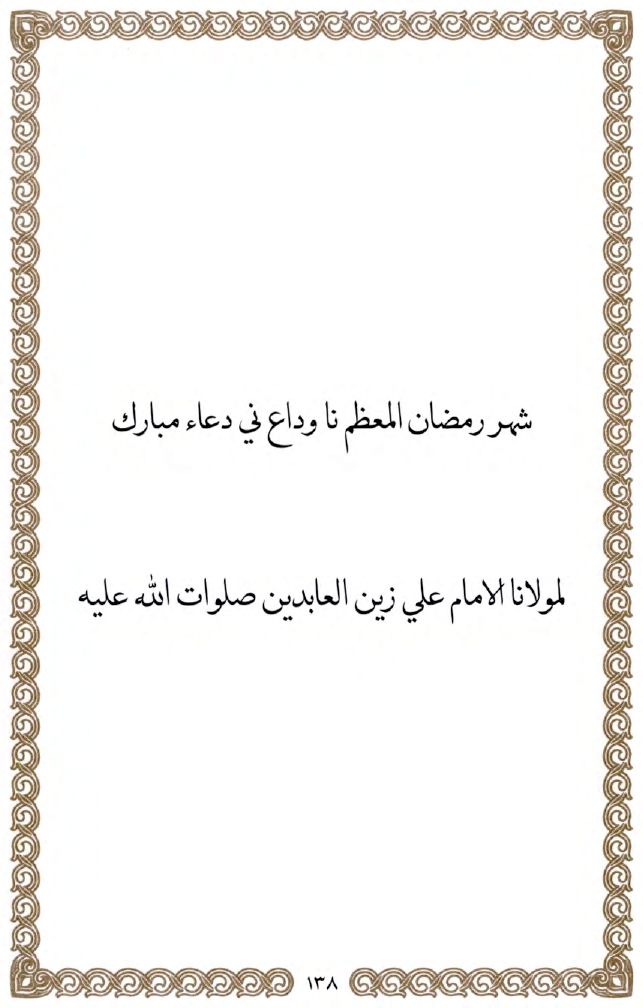 شهر رمضان المعظم نا وداع ني دعاء مبارك
لمولانا الامام علي زين العابدين صلوات الله عليه
١٣٨